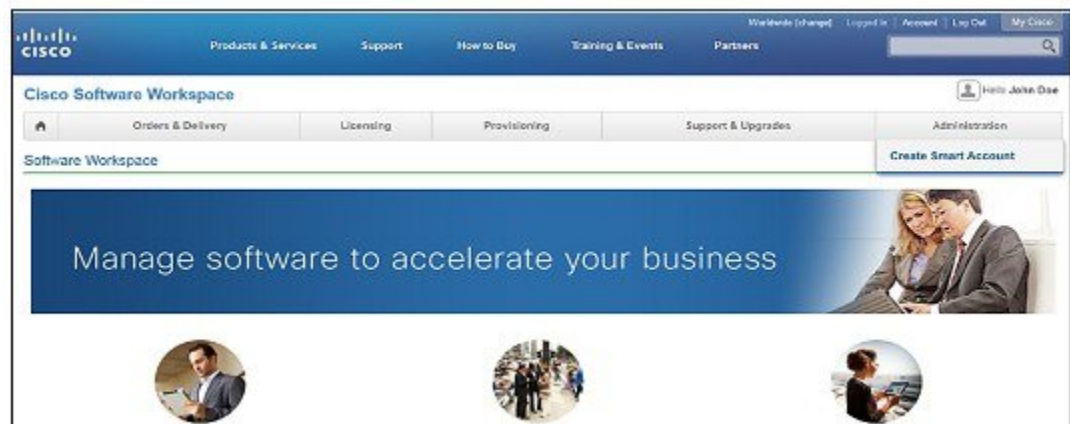 Worldwide [change] Logged In | Account | Log Out My Cisco
CISCO Products & Services Support How to Buy Training & Events Partners
Cisco Software Workspace Hello John Doe
Orders & Delivery Licensing Provisioning Support & Upgrades Administration
Software Workspace Create Smart Account
Manage software to accelerate your business